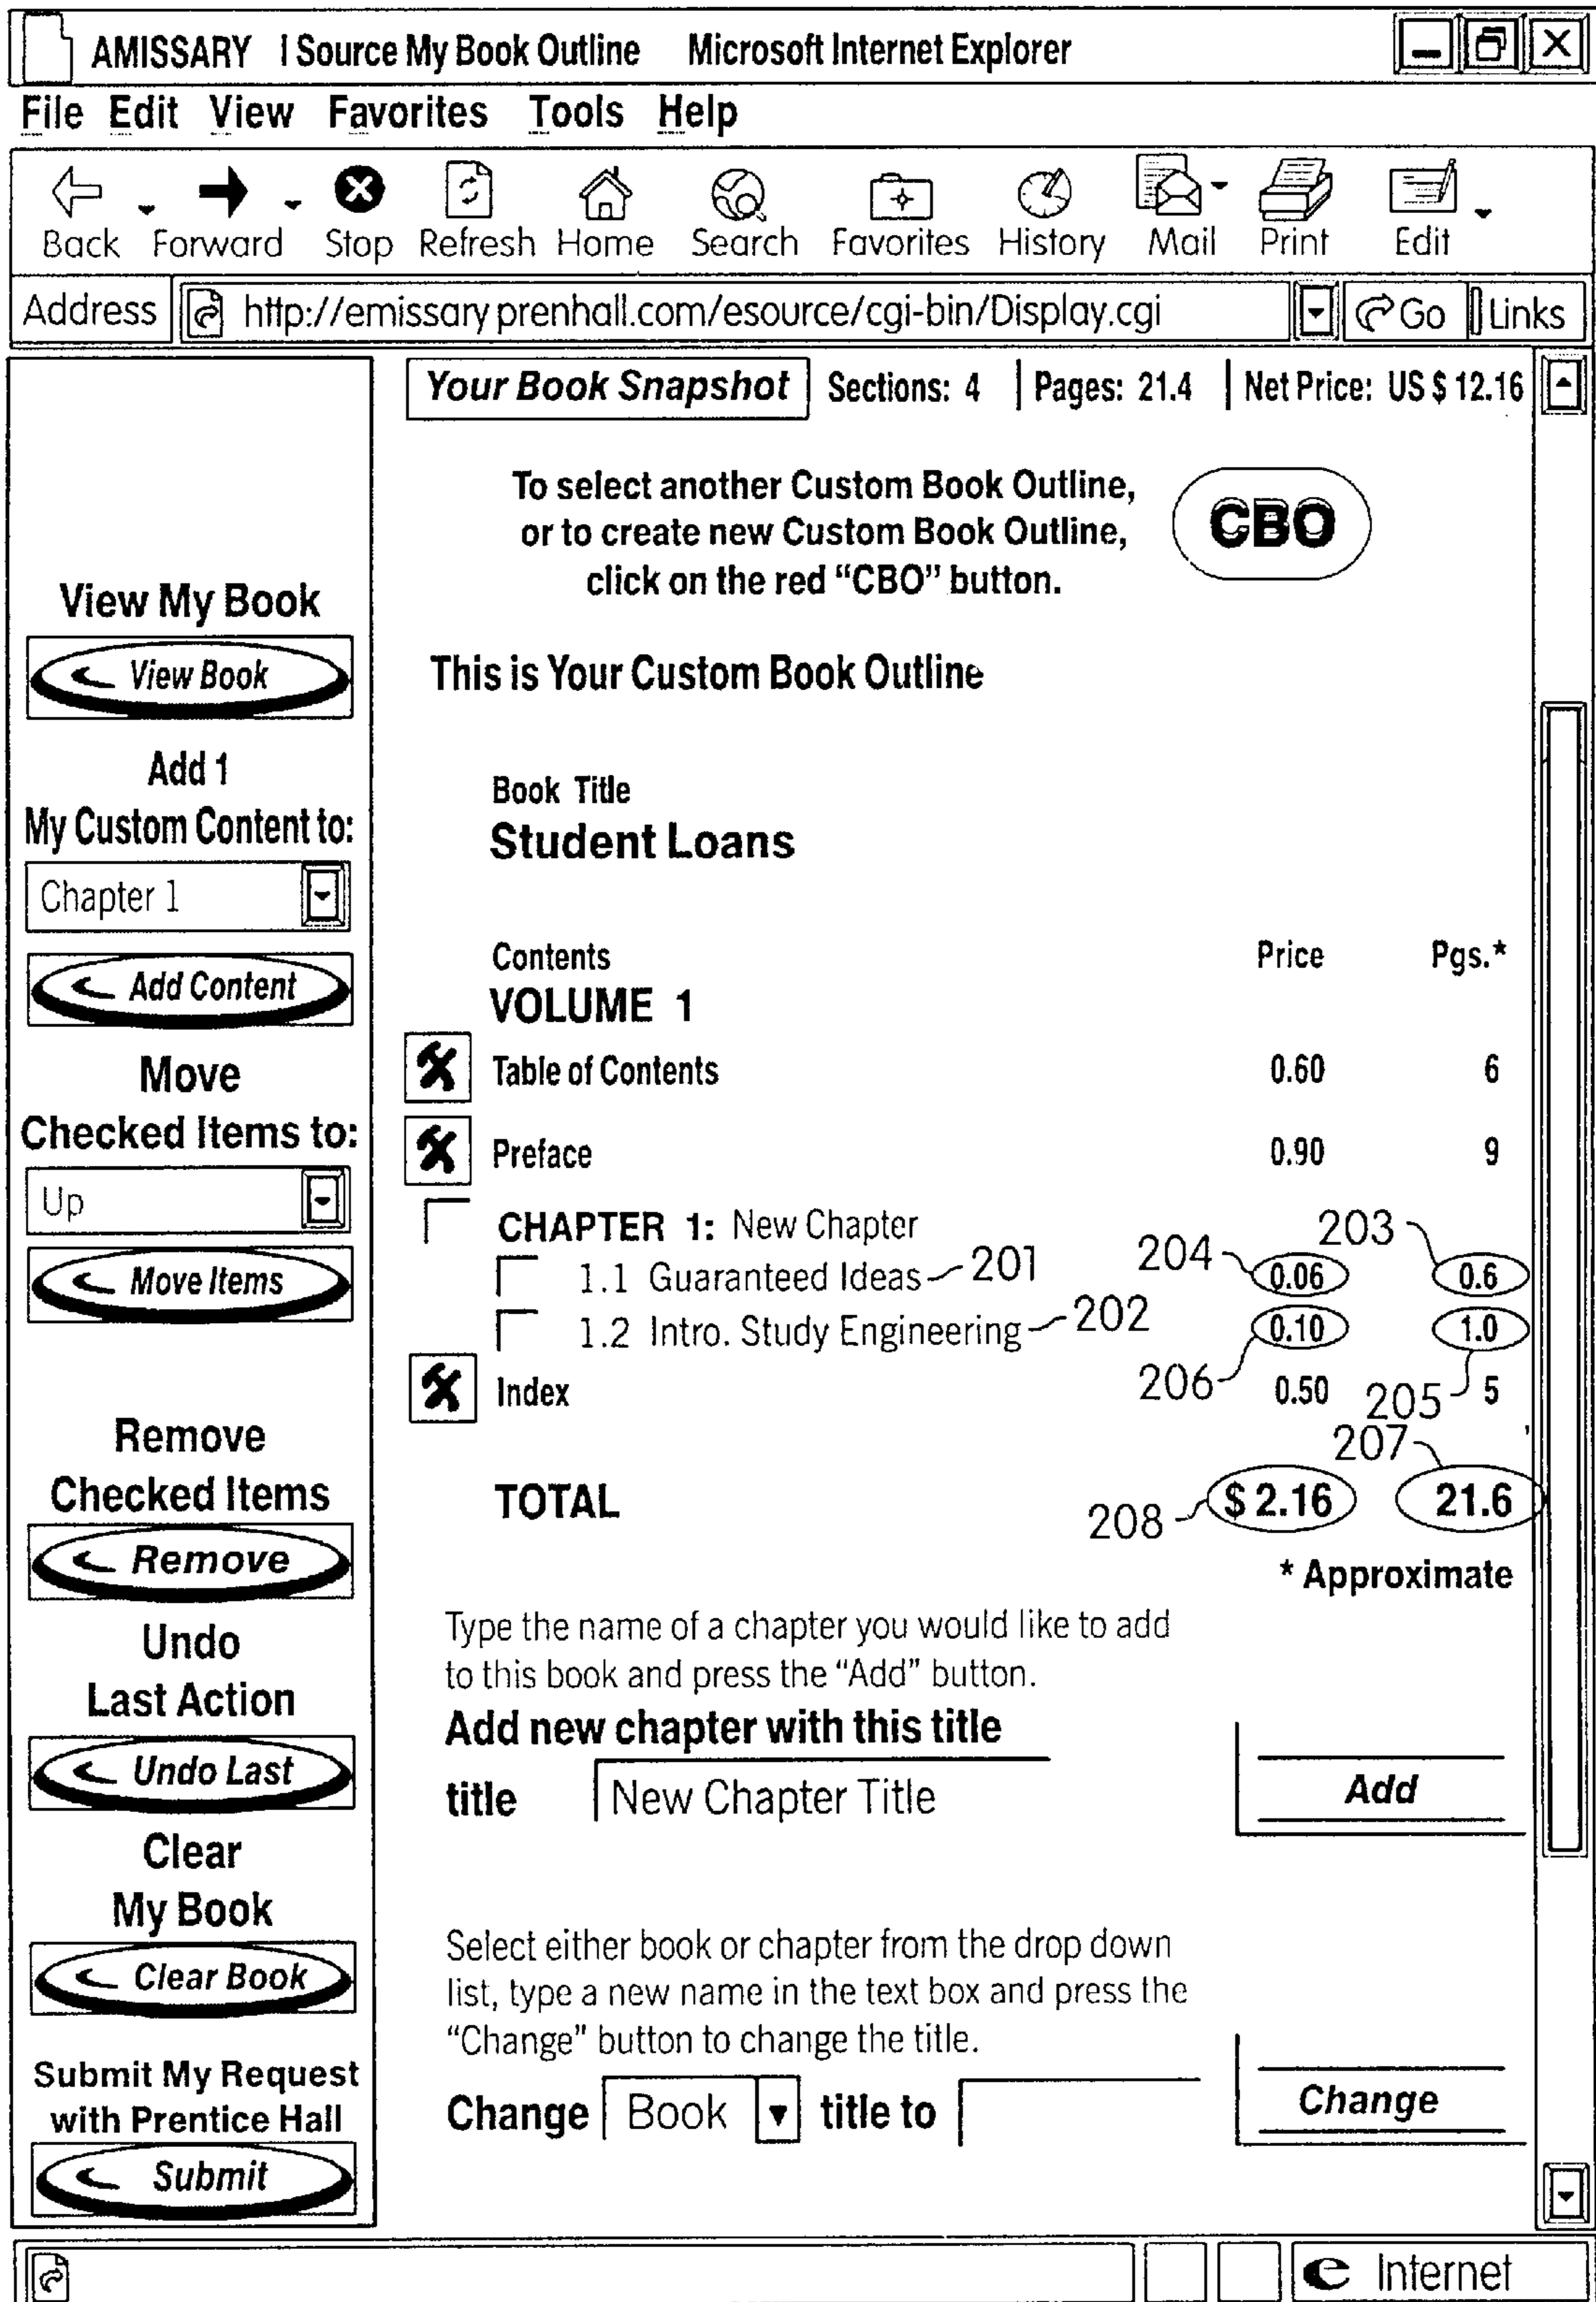 AMISSARY I Source My Book Outline Microsoft Internet Explorer
File Edit View Favorites Tools Help
Back Forward Stop Refresh Home Search Favorites History Mail Print Edit
Address http://emissary prenhall.com/esource/cgi-bin/Display.cgi Go Links
Your Book Snapshot Sections: 4 Pages: 21.4 Net Price: US $ 12.16
To select another Custom Book Outline,
or to create new Custom Book Outline,
click on the red “CBO” button.
CBO
View My Book
View Book
Add 1
My Custom Content to:
Chapter 1
Add Content
Move
Checked Items to:
Up
Move Items
Remove
Checked Items
Remove
Undo
Last Action
Undo Last
Clear
My Book
Clear Book
Submit My Request
with Prentice Hall
Submit
This is Your Custom Book Outline
Book Title
Student Loans
Contents Price Pgs.*
VOLUME 1
Table of Contents 0.60 6
Preface 0.90 9
CHAPTER 1: New Chapter 203
1.1 Guaranteed Ideas 201 204 0.06 0.6
1.2 Intro. Study Engineering 202 0.10 1.0
Index 206 0.50 205 5
207
TOTAL 208 $ 2.16 21.6
* Approximate
Type the name of a chapter you would like to add
to this book and press the “Add” button.
Add new chapter with this title
title New Chapter Title Add
Select either book or chapter from the drop down
list, type a new name in the text box and press the
“Change” button to change the title.
Change Book title to Change
e Internet